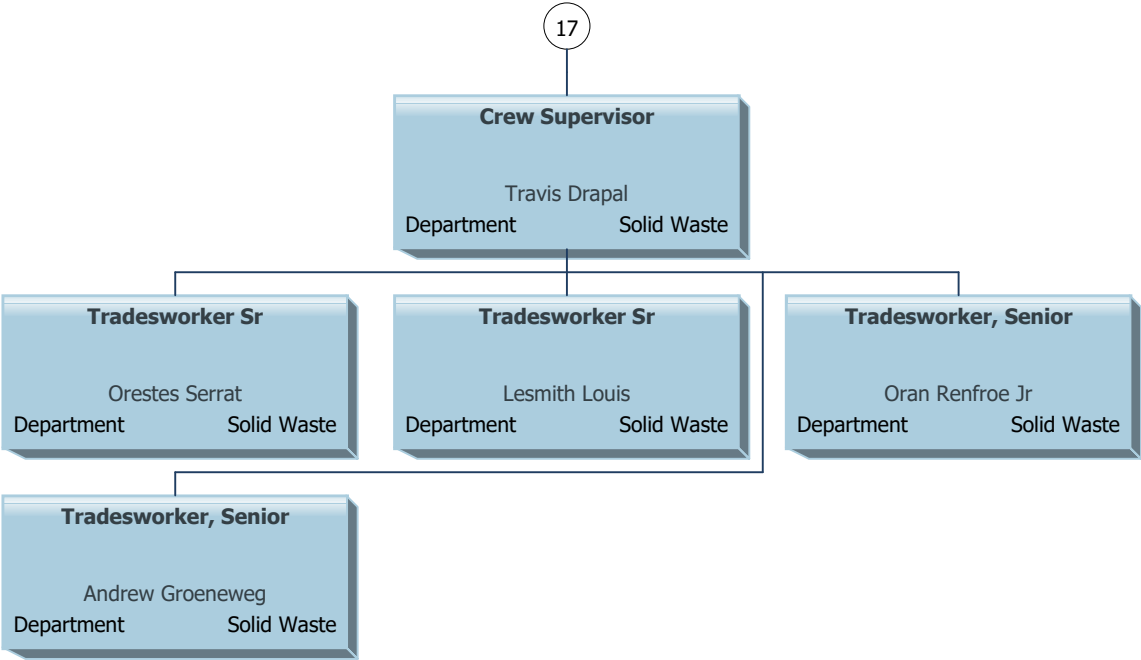 17
Crew Supervisor
Travis Drapal
Department Solid Waste
Tradesworker Sr
Orestes Serrat
Department Solid Waste
Tradesworker Sr
Lesmith Louis
Department Solid Waste
Tradesworker, Senior
Oran Renfroe Jr
Department Solid Waste
Tradesworker, Senior
Andrew Groeneweg
Department Solid Waste